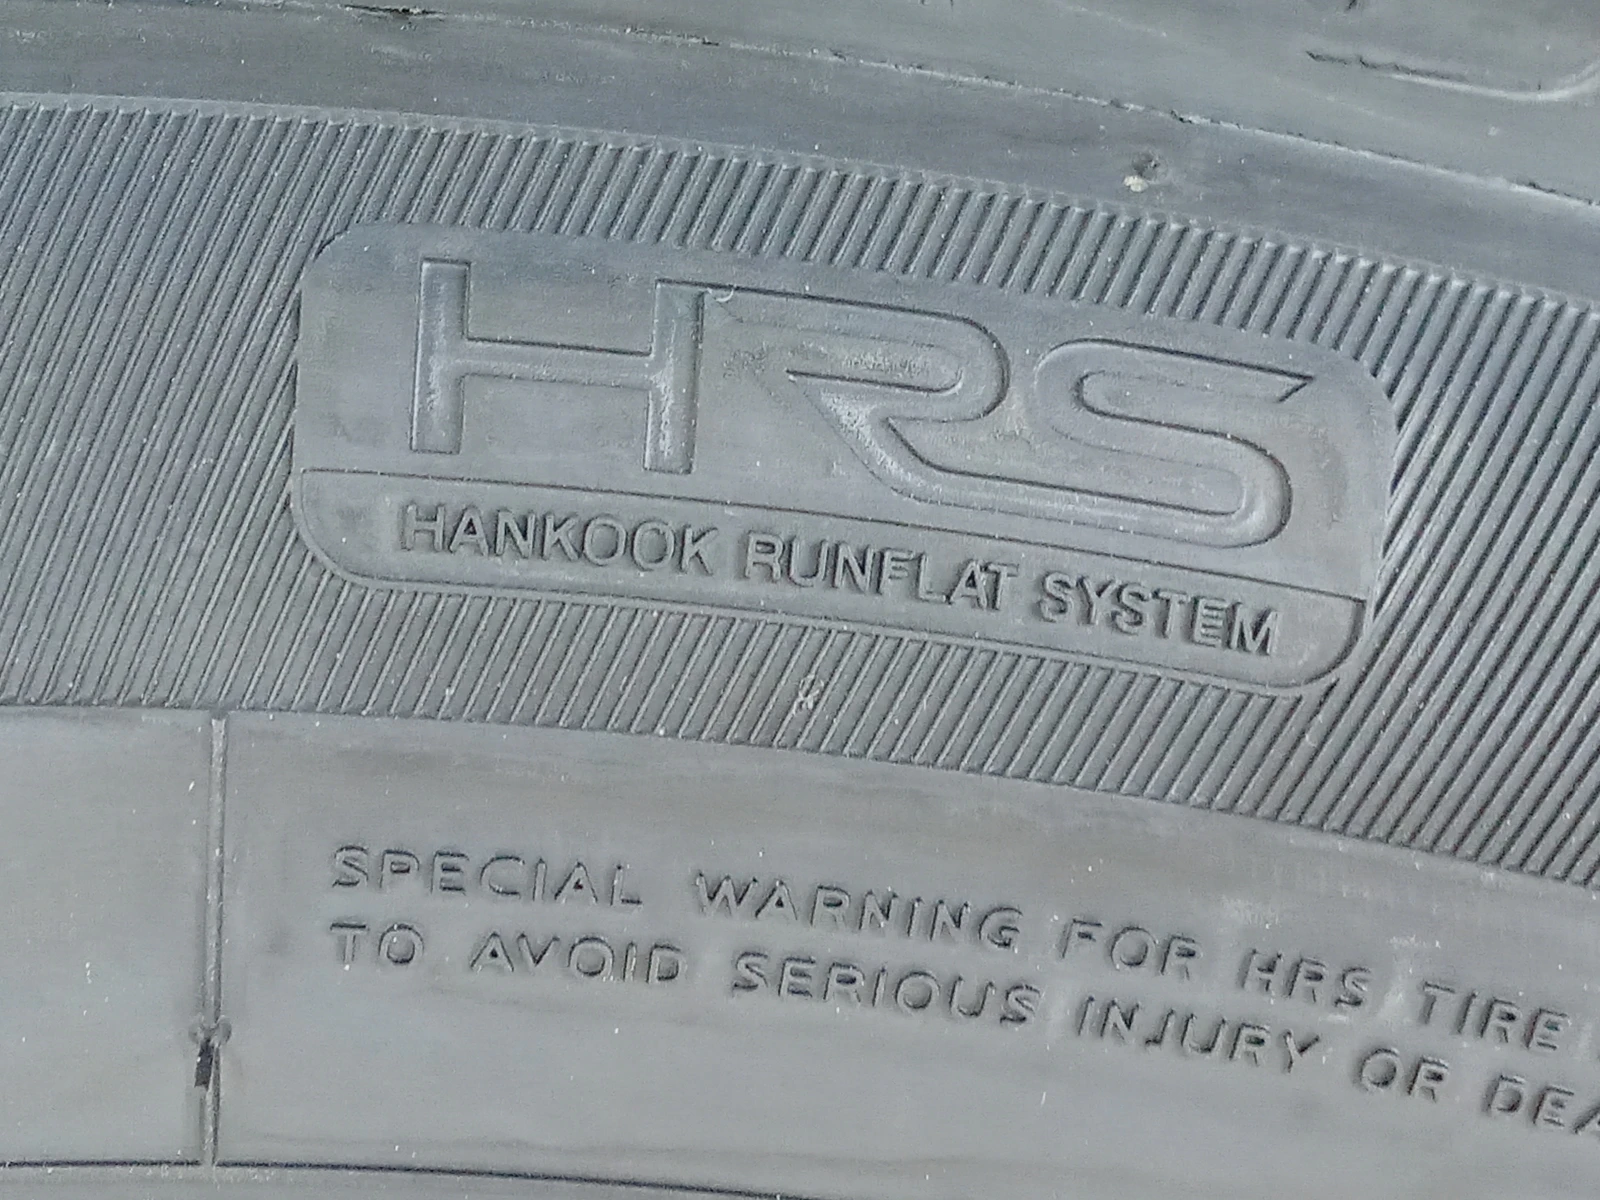 HRS
HANKOOK RUNFLAT SYSTEM
SPECIAL WARNING FOR HRS TIRE
TO AVOID SERIOUS INJURY OR